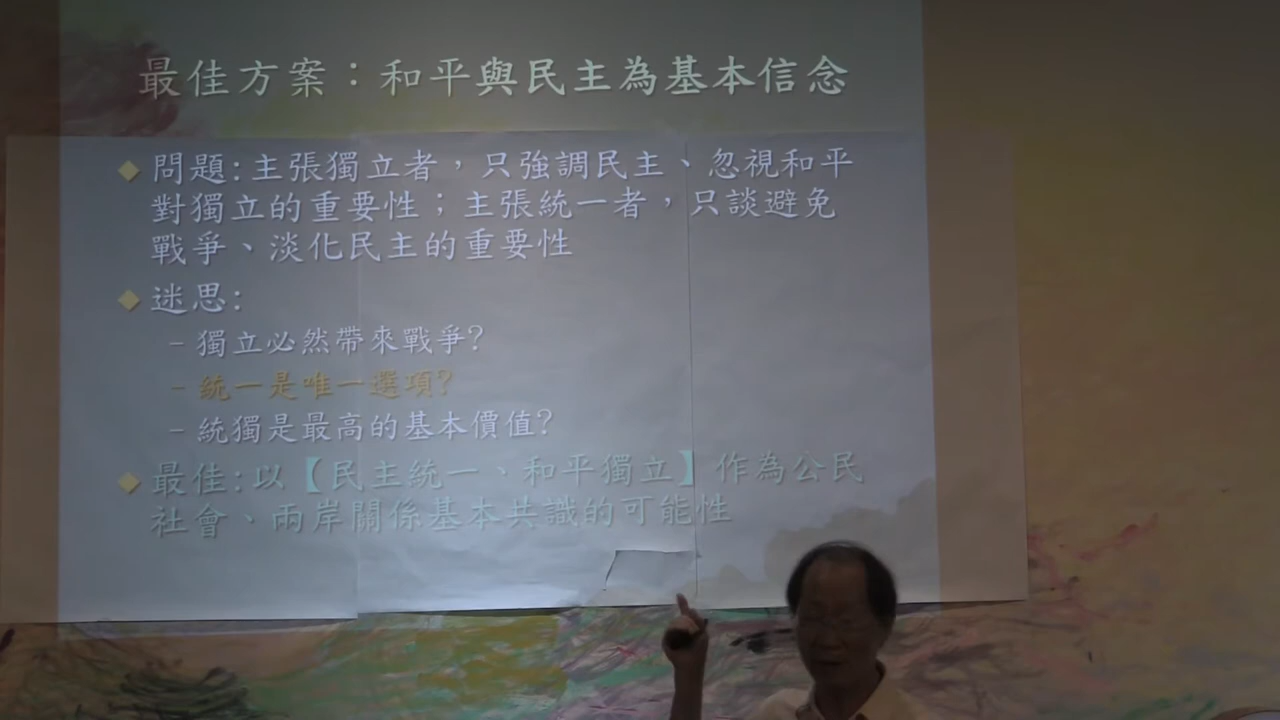 最佳方案：和平與民主為基本信念
問題:主張獨立者，只強調民主、忽視和平
對獨立的重要性；主張統一者，只談避免
戰爭、淡化民主的重要性
迷思:
– 獨立必然帶來戰爭?
– 統一是唯一選項?
– 統獨是最高的基本價值?
最佳:以【民主統一、和平獨立】作為公民
社會、兩岸關係基本共識的可能性